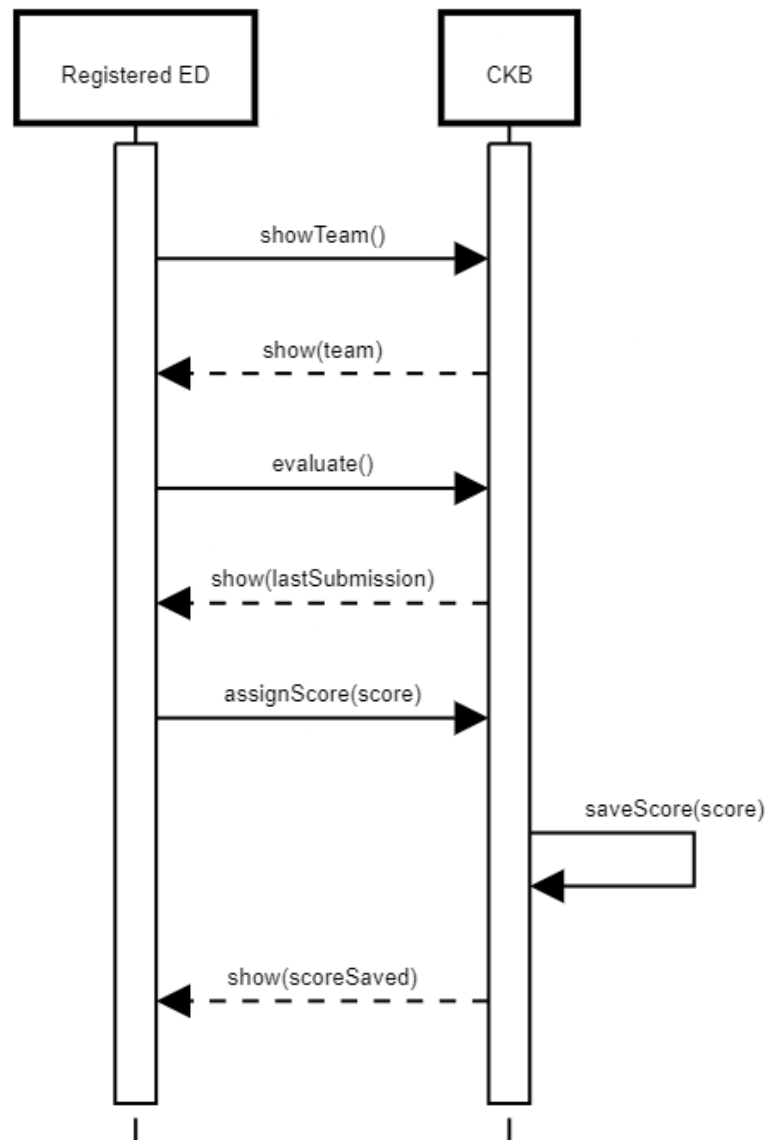 Registered ED
CKB
showTeam()
show(team)
evaluate()
show(lastSubmission)
assignScore(score)
saveScore(score)
show(scoreSaved)